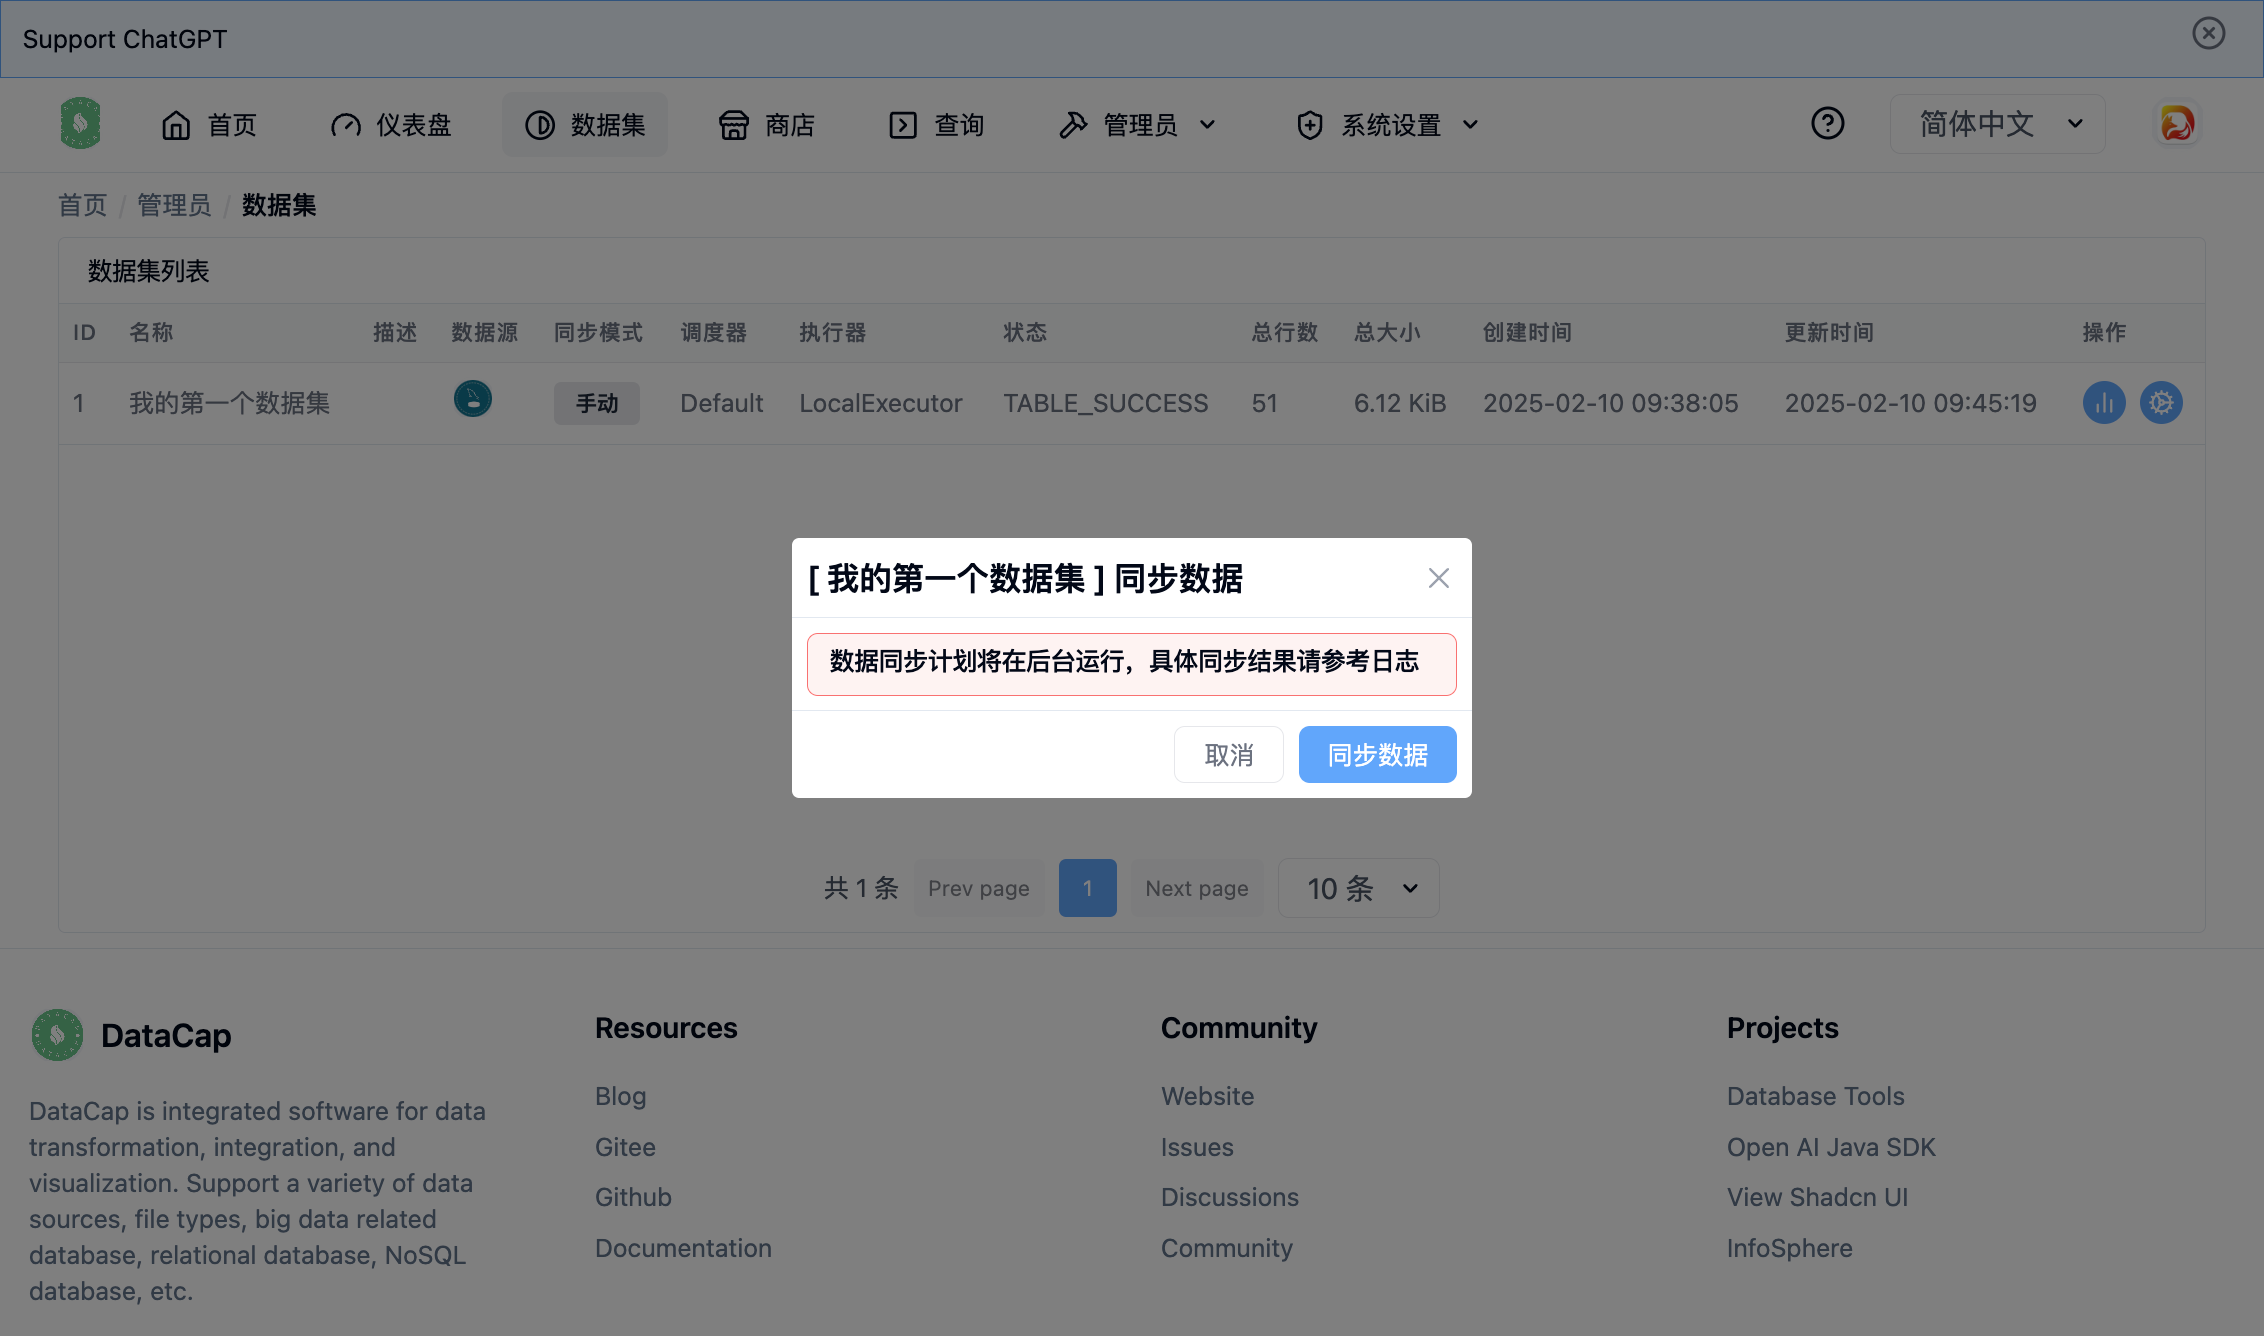 Support ChatGPT
首页 仪表盘 数据集 商店 查询 管理员 系统设置 简体中文
首页 / 管理员 / 数据集
数据集列表
ID 名称 描述 数据源 同步模式 调度器 执行器 状态 总行数 总大小 创建时间 更新时间 操作
1 我的第一个数据集 手动 Default LocalExecutor TABLE_SUCCESS 51 6.12 KiB 2025-02-10 09:38:05 2025-02-10 09:45:19
[ 我的第一个数据集 ] 同步数据
数据同步计划将在后台运行，具体同步结果请参考日志
取消 同步数据
共 1 条 Prev page 1 Next page 10 条
DataCap
DataCap is integrated software for data
transformation, integration, and
visualization. Support a variety of data
sources, file types, big data related
database, relational database, NoSQL
database, etc.
Resources
Blog
Gitee
Github
Documentation
Community
Website
Issues
Discussions
Community
Projects
Database Tools
Open AI Java SDK
View Shadcn UI
InfoSphere